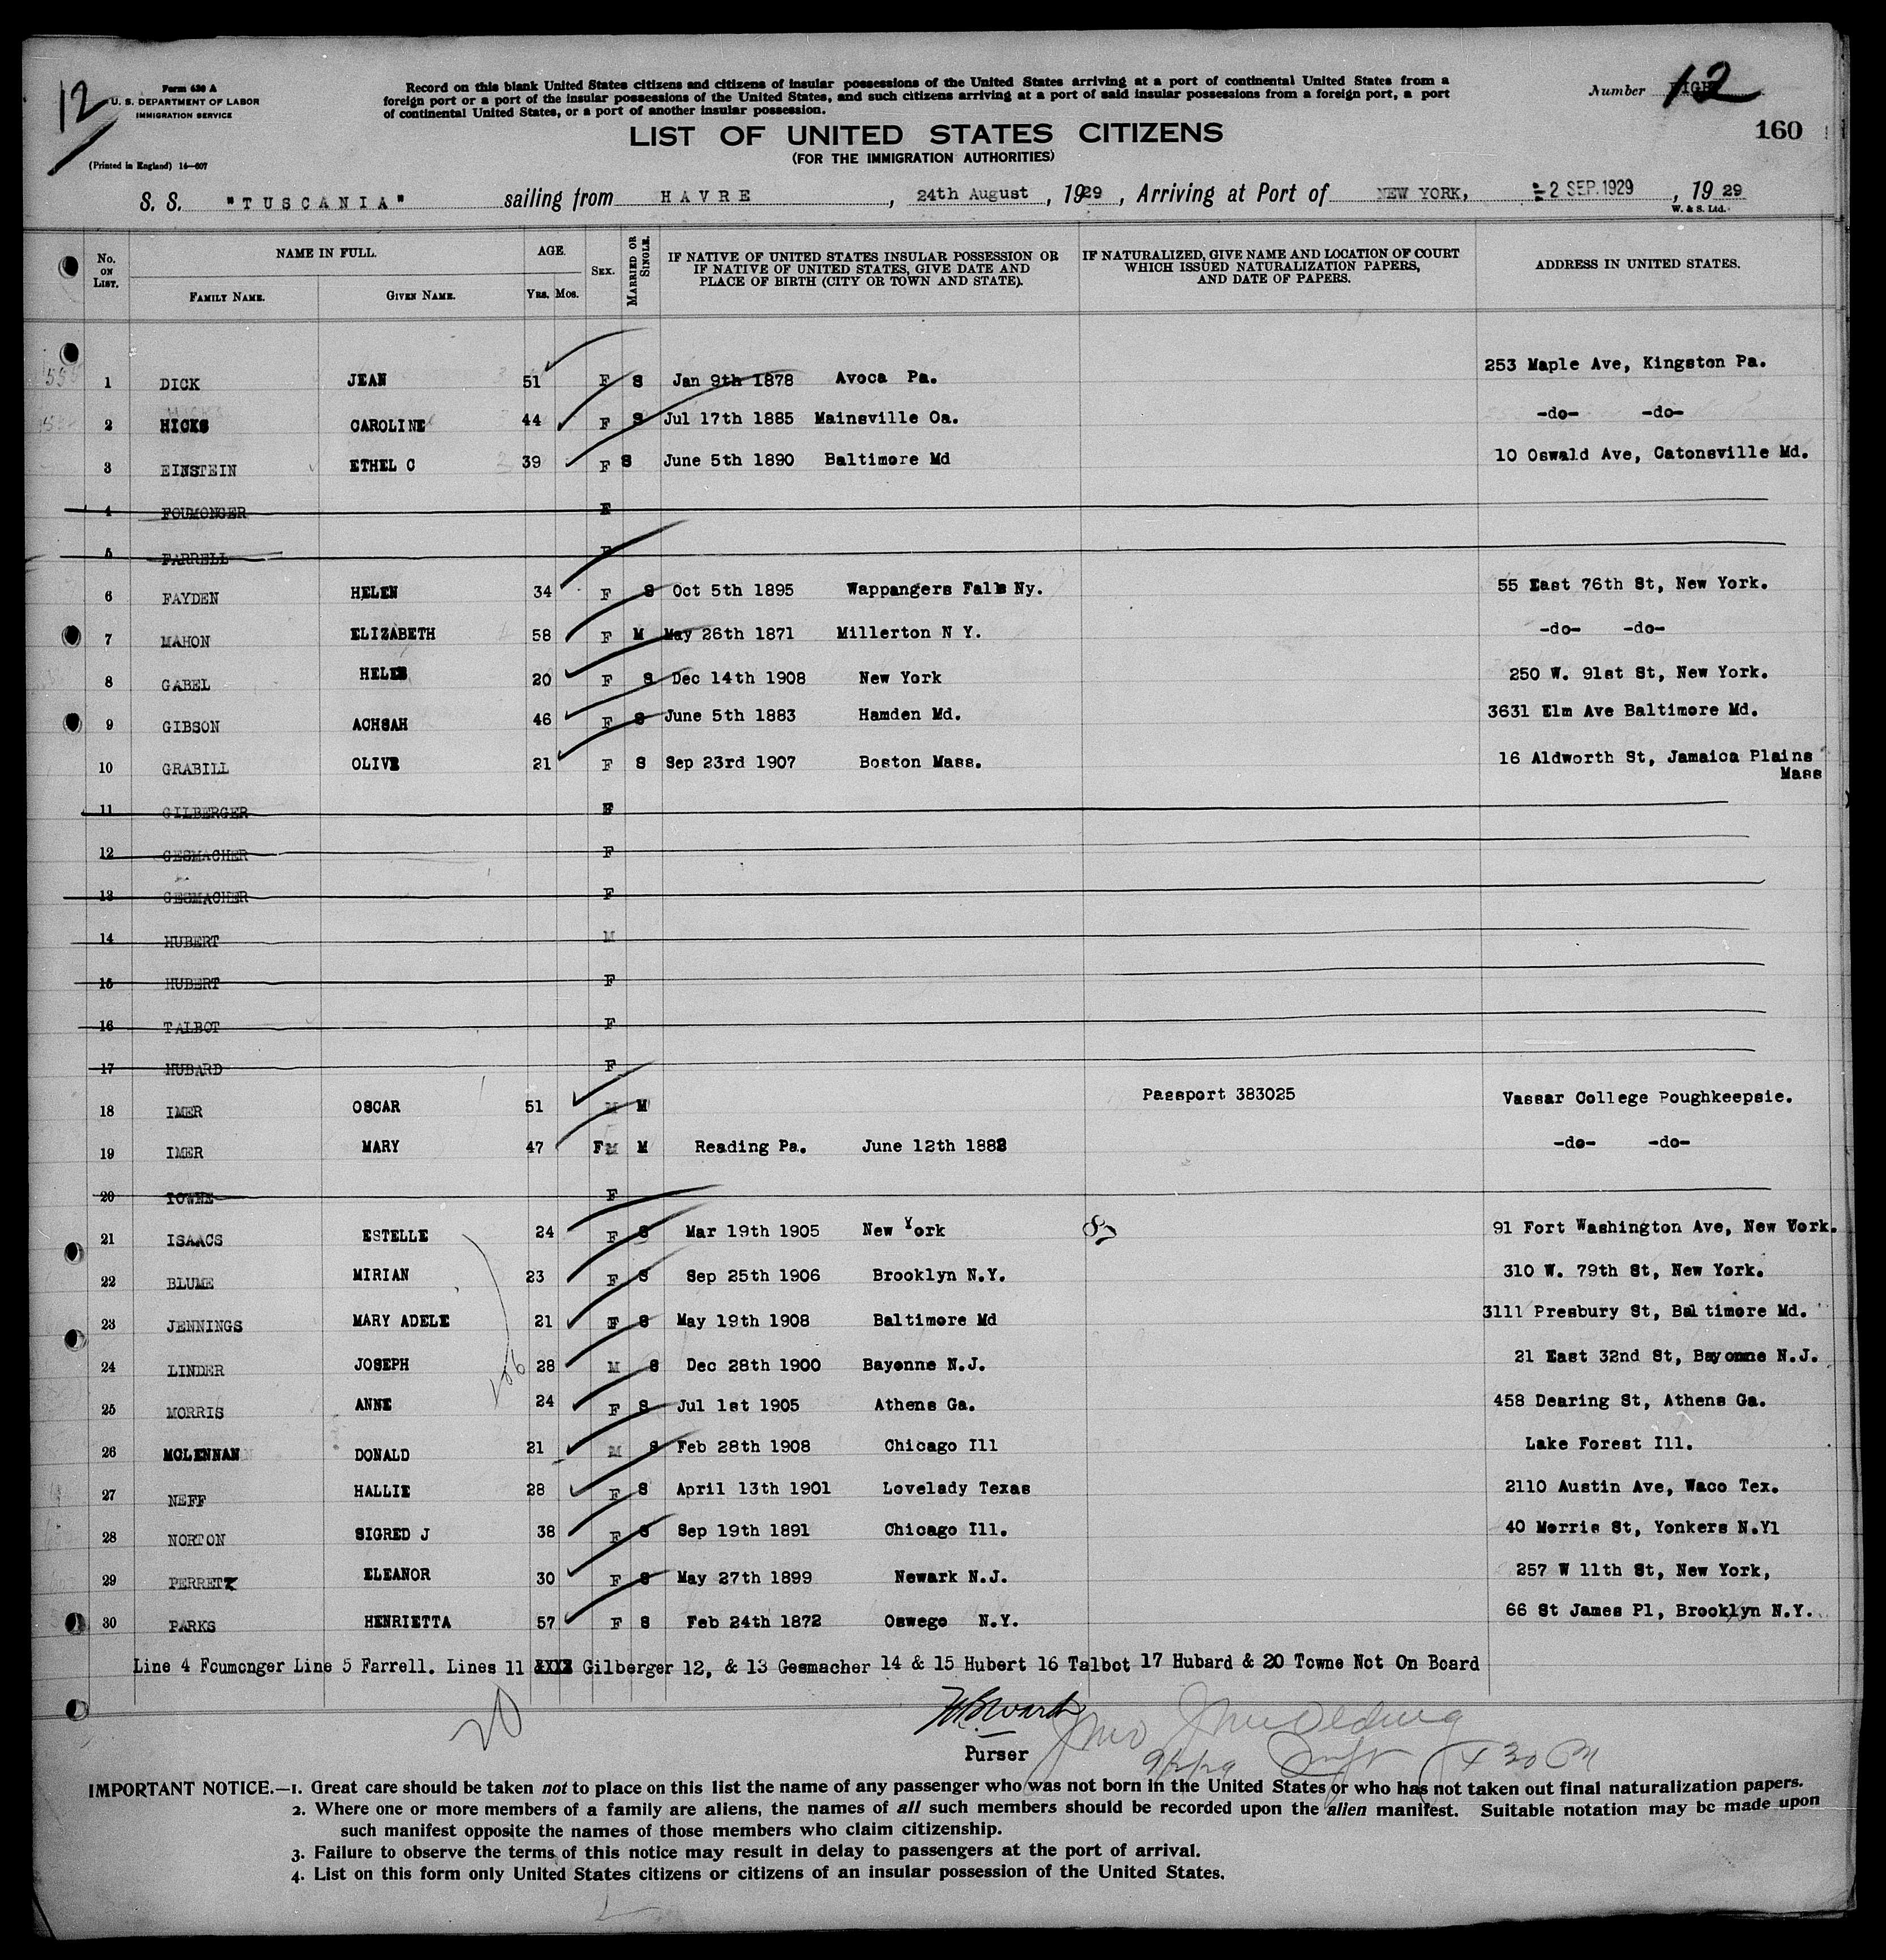 12
Form 630 A
U. S. DEPARTMENT OF LABOR
IMMIGRATION SERVICE
(Printed in England) 14—607
Record on this blank United States citizens and citizens of insular possessions of the United States arriving at a port of continental United States from a
foreign port or a port of the insular possessions of the United States, and such citizens arriving at a port of said insular possessions from a foreign port, a port
of continental United States, or a port of another insular possession.
Number 12
160
LIST OF UNITED STATES CITIZENS
(FOR THE IMMIGRATION AUTHORITIES)
S. S. "TUSCANIA" sailing from HAVRE, 24th August, 1929, Arriving at Port of NEW YORK, 2 SEP. 1929, 1929
W. & S. Ltd.
No. ON LIST. NAME IN FULL. AGE. SEX. MARRIED OR SINGLE. IF NATIVE OF UNITED STATES INSULAR POSSESSION OR IF NATIVE OF UNITED STATES, GIVE DATE AND PLACE OF BIRTH (CITY OR TOWN AND STATE). IF NATURALIZED, GIVE NAME AND LOCATION OF COURT WHICH ISSUED NATURALIZATION PAPERS, AND DATE OF PAPERS. ADDRESS IN UNITED STATES.
FAMILY NAME. GIVEN NAME. YRS. MOS.
1 DICK JEAN 51 F S Jan 9th 1878 Avoca Pa. 253 Maple Ave, Kingston Pa.
2 HICKS CAROLINE 44 F S Jul 17th 1885 Mainsville Oa. -do- -do-
3 EINSTEIN ETHEL C 39 F S June 5th 1890 Baltimore Md 10 Oswald Ave, Catonsville Md.
4 FOUMONGER F
5 FARRELL F
6 FAYDEN HELEN 34 F S Oct 5th 1895 Wappangers Falls Ny. 55 East 76th St, New York.
7 MAHON ELIZABETH 58 F M May 26th 1871 Millerton N Y. -do- -do-
8 GABEL HELEN 20 F S Dec 14th 1908 New York 250 W. 91st St, New York.
9 GIBSON ACHSAH 46 F S June 5th 1883 Hamden Md. 3631 Elm Ave Baltimore Md.
10 GRABILL OLIVE 21 F S Sep 23rd 1907 Boston Mass. 16 Aldworth St, Jamaica Plains
Mass
11 GILBERGER F
12 GESMACHER F
13 GESMACHER F
14 HUBERT M
15 HUBERT F
16 TALBOT F
17 HUBARD F
18 IMER OSCAR 51 M M Passport 383025 Vassar College Poughkeepsie.
19 IMER MARY 47 F M M Reading Pa. June 12th 1882 -do- -do-
20 TOWNE F
21 ISAACS ESTELLE 24 F S Mar 19th 1905 New York 91 Fort Washington Ave, New York.
22 BLUME MIRIAN 23 F S Sep 25th 1906 Brooklyn N.Y. 310 W. 79th St, New York.
23 JENNINGS MARY ADELE 21 F S May 19th 1908 Baltimore Md 3111 Presbury St, Baltimore Md.
24 LINDER JOSEPH 28 M S Dec 28th 1900 Bayonne N.J. 21 East 32nd St, Bayonne N.J.
25 MORRIS ANNE 24 F S Jul 1st 1905 Athens Ga. 458 Dearing St, Athens Ga.
26 MCLENNAN DONALD 21 M S Feb 28th 1908 Chicago Ill Lake Forest Ill.
27 NEFF HALLIE 28 F S April 13th 1901 Lovelady Texas 2110 Austin Ave, Waco Tex.
28 NORTON SIGRED J 38 F S Sep 19th 1891 Chicago Ill. 40 Morris St, Yonkers N.Yl
29 PERRETZ ELEANOR 30 F S May 27th 1899 Newark N.J. 257 W 11th St, New York,
30 PARKS HENRIETTA 57 F S Feb 24th 1872 Oswego N.Y. 66 St James Pl, Brooklyn N.Y.
Line 4 Foumonger Line 5 Farrell. Lines 11 Gilberger 12, & 13 Gesmacher 14 & 15 Hubert 16 Talbot 17 Hubard & 20 Towne Not On Board
20
Purser
9/2/29 4 30 PM
IMPORTANT NOTICE.—1. Great care should be taken not to place on this list the name of any passenger who was not born in the United States or who has not taken out final naturalization papers.
2. Where one or more members of a family are aliens, the names of all such members should be recorded upon the alien manifest. Suitable notation may be made upon
such manifest opposite the names of those members who claim citizenship.
3. Failure to observe the terms of this notice may result in delay to passengers at the port of arrival.
4. List on this form only United States citizens or citizens of an insular possession of the United States.